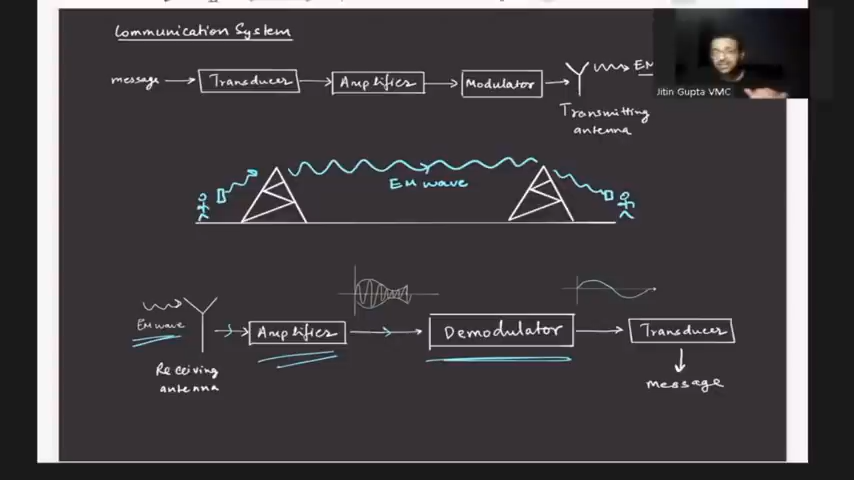 Communication System
message
Transducer
Amplifier
Modulator
EM
Jitin Gupta VMC
Transmitting
antenna
EM wave
EM wave
Amplifier
Demodulator
Transducer
Receiving
antenna
message